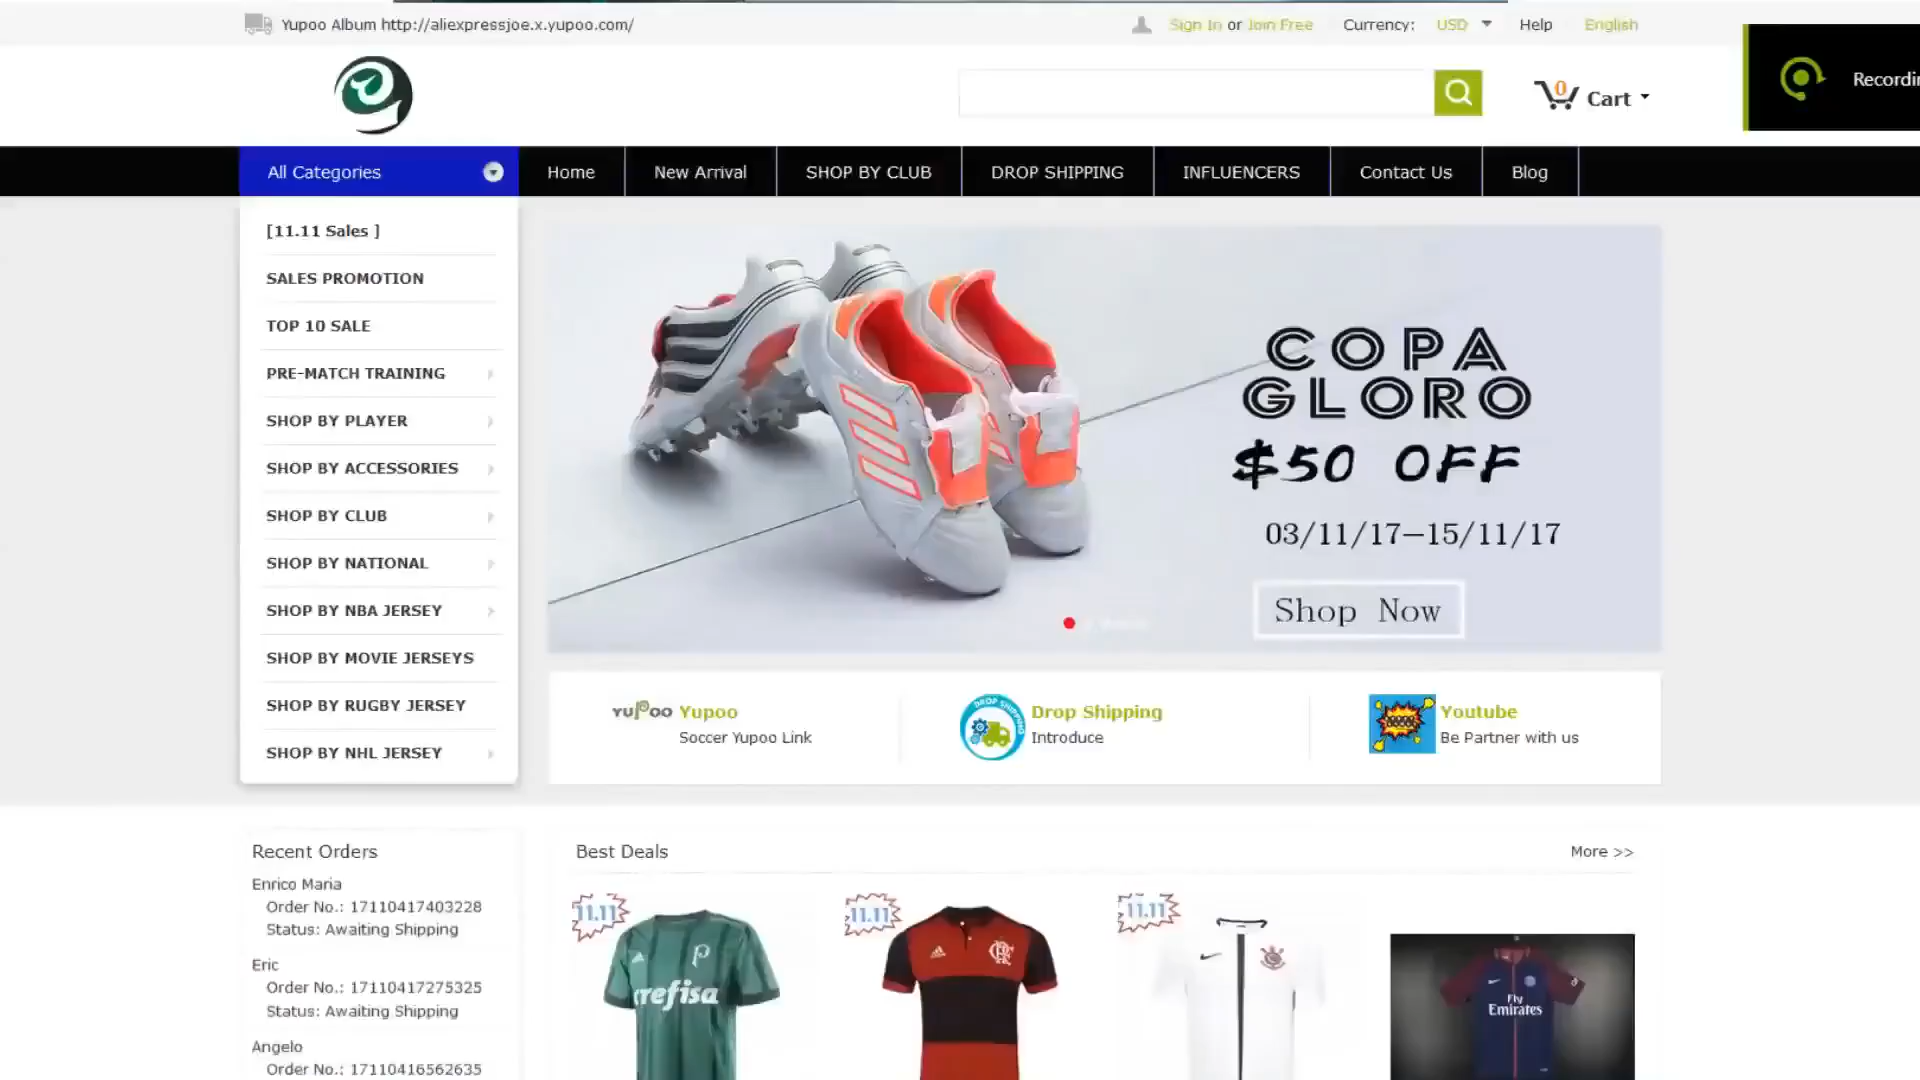 Yupoo Album http://aliexpressjoe.x.yupoo.com/
Sign In or Join Free
Currency: USD
Help
English
0
Cart
Recordin
All Categories
Home
New Arrival
SHOP BY CLUB
DROP SHIPPING
INFLUENCERS
Contact Us
Blog
[11.11 Sales ]
SALES PROMOTION
TOP 10 SALE
PRE-MATCH TRAINING
SHOP BY PLAYER
SHOP BY ACCESSORIES
SHOP BY CLUB
SHOP BY NATIONAL
SHOP BY NBA JERSEY
SHOP BY MOVIE JERSEYS
SHOP BY RUGBY JERSEY
SHOP BY NHL JERSEY
COPA
GLORO
$50 OFF
03/11/17—15/11/17
Shop Now
YUPOO
Yupoo
Soccer Yupoo Link
DROP SHIPPING
Drop Shipping
Introduce
Youtube
Be Partner with us
Recent Orders
Enrico Maria
Order No.: 17110417403228
Status: Awaiting Shipping
Eric
Order No.: 17110417275325
Status: Awaiting Shipping
Angelo
Order No.: 17110416562635
Best Deals
More >>
11.11
crefisa
11.11
11.11
Fly
Emirates